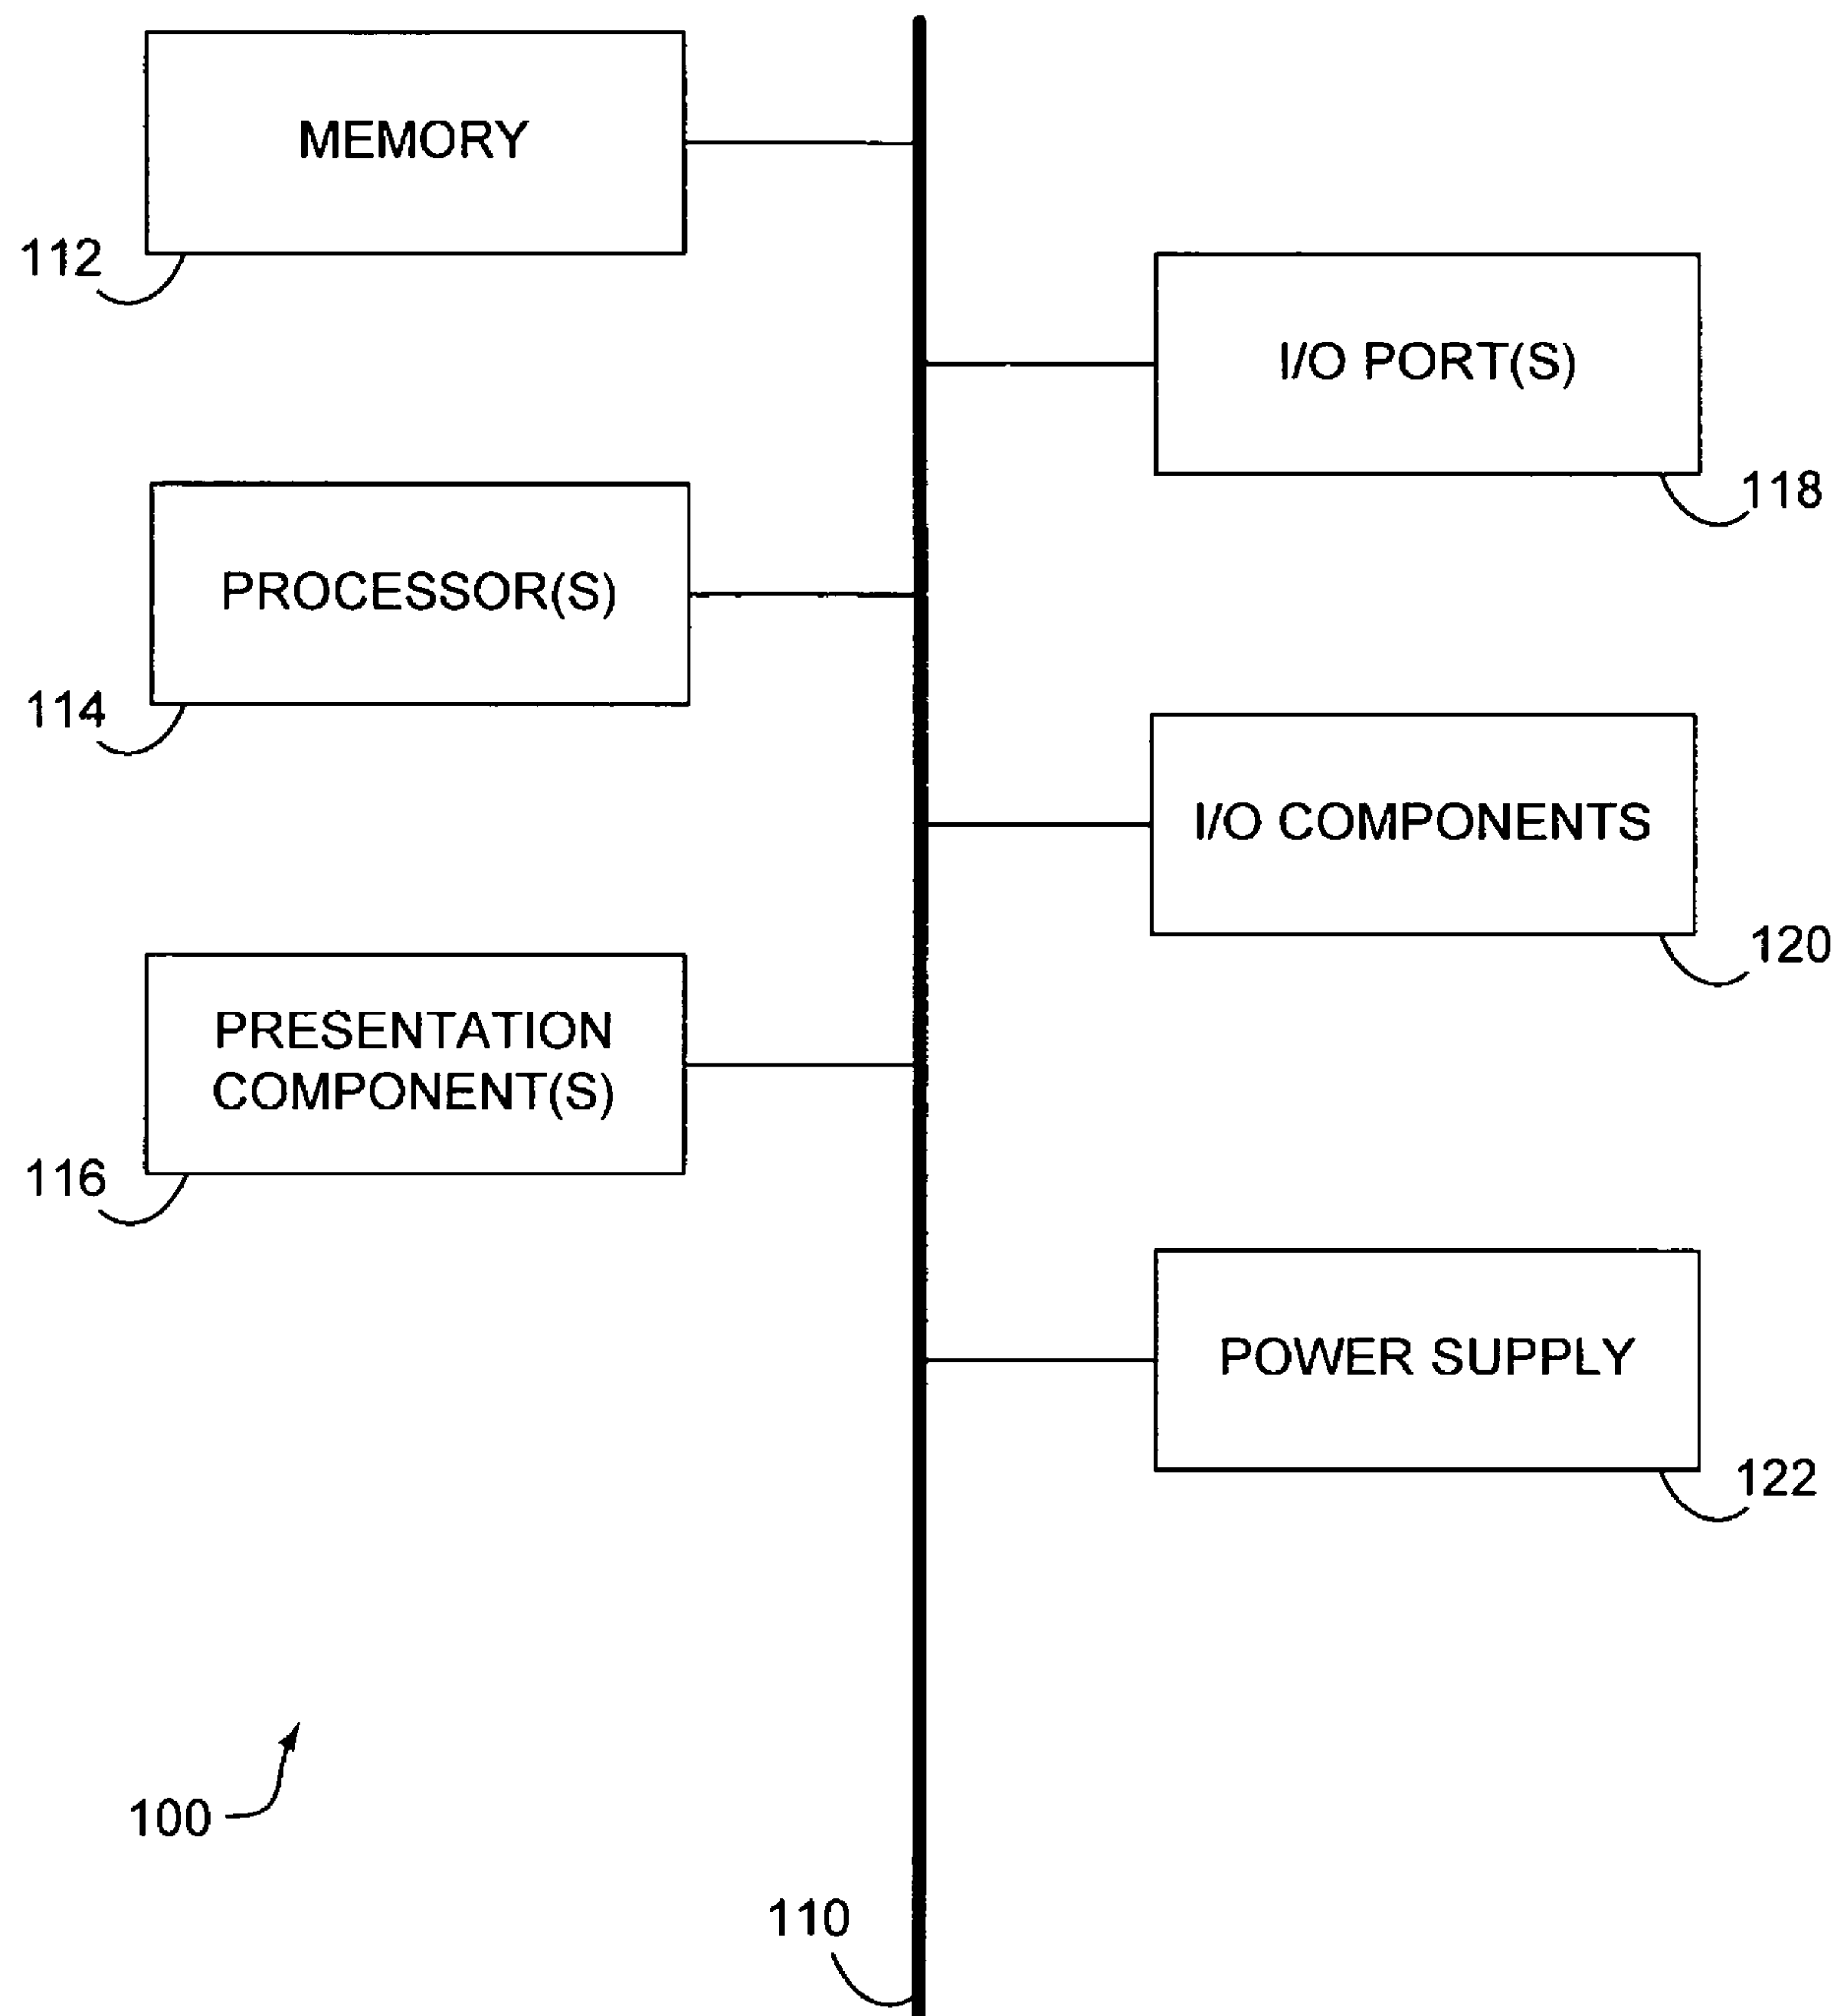 MEMORY
112
I/O PORT(S)
118
PROCESSOR(S)
114
I/O COMPONENTS
120
PRESENTATION
COMPONENT(S)
116
POWER SUPPLY
122
100
110